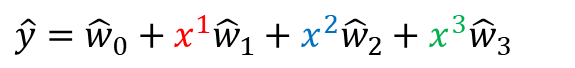 ŷ = ŵ₀ + x¹ŵ₁ + x²ŵ₂ + x³ŵ₃